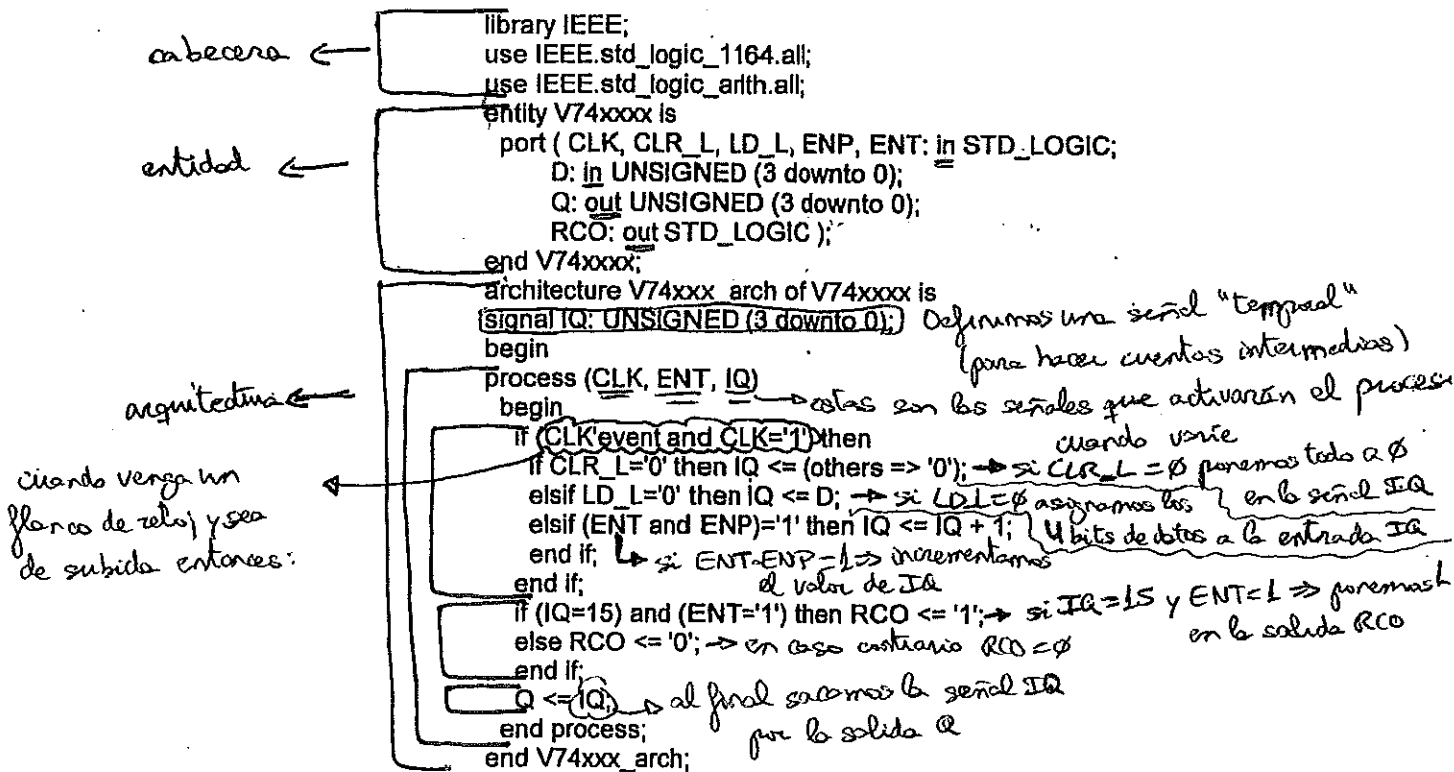 cabecera
library IEEE;
use IEEE.std_logic_1164.all;
use IEEE.std_logic_arith.all;
entidad
entity V74xxxx is
port ( CLK, CLR_L, LD_L, ENP, ENT: in STD_LOGIC;
D: in UNSIGNED (3 downto 0);
Q: out UNSIGNED (3 downto 0);
RCO: out STD_LOGIC );
end V74xxxx;
arquitectura
architecture V74xxx_arch of V74xxxx is
signal IQ: UNSIGNED (3 downto 0); Definimos una señal "temporal"
(para hacer cuentas intermedias)
begin
process (CLK, ENT, IQ) → estas son las señales que activarán el proceso
cuando varíe
begin
if (CLK'event and CLK='1') then
cuando venga un
flanco de reloj y sea
de subida entonces:
if CLR_L='0' then IQ <= (others => '0'); → si CLR_L = Ø ponemos todo a Ø
en la señal IQ
elsif LD_L='0' then IQ <= D; → si LD_L=Ø asignamos los
4 bits de datos a la entrada IQ
elsif (ENT and ENP)='1' then IQ <= IQ + 1;
end if; → si ENT·ENP=1 => incrementamos
el valor de IQ
end if;
if (IQ=15) and (ENT='1') then RCO <= '1'; → si IQ=15 y ENT=1 => ponemos 1
en la salida RCO
else RCO <= '0'; → en caso contrario RCO=Ø
end if;
Q <= IQ; → al final sacamos la señal IQ
por la salida Q
end process;
end V74xxx_arch;